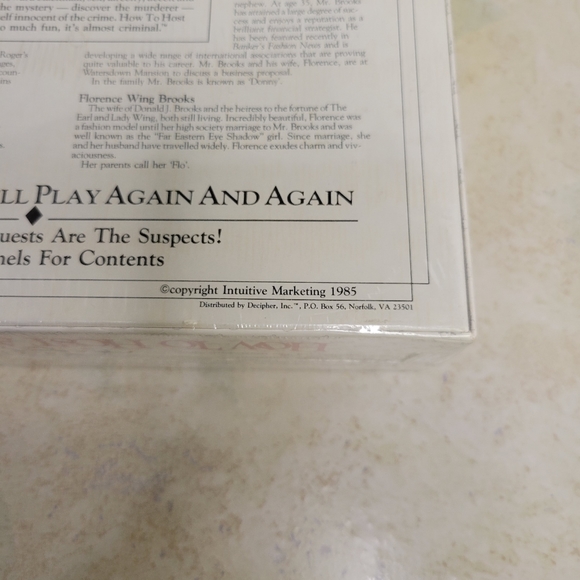 he mystery — discover the murderer —
elf innocent of the crime. How To Host
o much fun, it's almost criminal."
nephew. At age 35, Mr. Brooks
has attained a large degree of suc-
cess and enjoys a reputation as a
brilliant financial strategist. He
has been featured recently in
Banker's Fashion News and is
developing a wide range of international associations that are proving
quite valuable to his career. Mr. Brooks and his wife, Florence, are at
Wintersdown Mansion to discuss a business proposal.
In the family Mr. Brooks is known as 'Donny'.
Roger's
ges,
coun-
ins
Florence Wing Brooks
The wife of Donald J. Brooks and the heiress to the fortune of The
Earl and Lady Wing, both still living. Incredibly beautiful, Florence was
a fashion model until her high society marriage to Mr. Brooks and was
well known as the "Far Eastern Eye Shadow" girl. Since marriage, she
and her husband have travelled widely. Florence exudes charm and viv-
aciousness.
Her parents call her 'Flo'.
LL PLAY AGAIN AND AGAIN
uests Are The Suspects!
nels For Contents
©copyright Intuitive Marketing 1985
Distributed by Decipher, Inc.™, P.O. Box 56, Norfolk, VA 23501